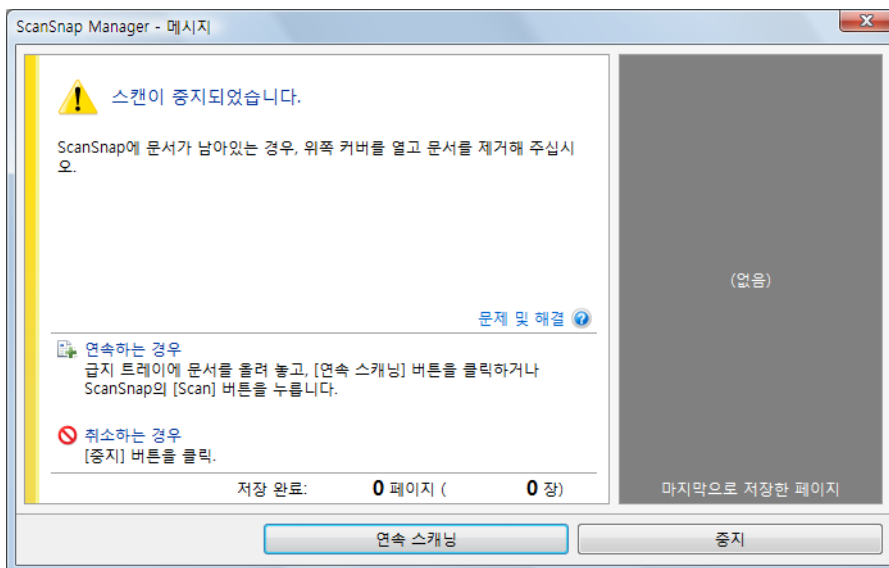 ScanSnap Manager - 메시지
스캔이 중지되었습니다.
ScanSnap에 문서가 남아있는 경우, 위쪽 커버를 열고 문서를 제거해 주십시
오.
(없음)
문제 및 해결
연속하는 경우
급지 트레이에 문서를 올려 놓고, [연속 스캐닝] 버튼을 클릭하거나
ScanSnap의 [Scan] 버튼을 누릅니다.
취소하는 경우
[중지] 버튼을 클릭.
저장 완료: 0 페이지 ( 0 장)
마지막으로 저장한 페이지
연속 스캐닝
중지